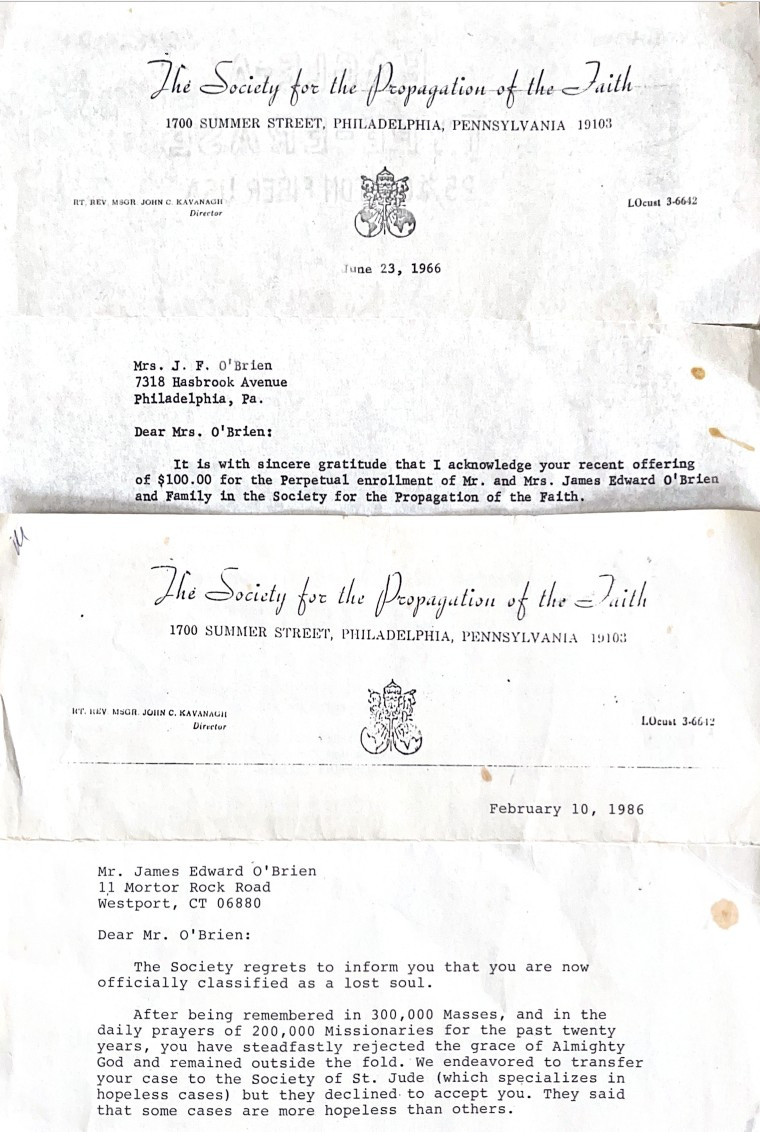 The Society for the Propagation of the Faith
1700 SUMMER STREET, PHILADELPHIA, PENNSYLVANIA 19103
RT. REV. MSGR. JOHN C. KAVANAGH
Director
LOcust 3-6642
June 23, 1966
Mrs. J. F. O'Brien
7318 Hasbrook Avenue
Philadelphia, Pa.
Dear Mrs. O'Brien:
It is with sincere gratitude that I acknowledge your recent offering
of $100.00 for the Perpetual enrollment of Mr. and Mrs. James Edward O'Brien
and Family in the Society for the Propagation of the Faith.
The Society for the Propagation of the Faith
1700 SUMMER STREET, PHILADELPHIA, PENNSYLVANIA 19103
RT. REV. MSGR. JOHN C. KAVANAGH
Director
LOcust 3-6642
February 10, 1986
Mr. James Edward O'Brien
11 Mortor Rock Road
Westport, CT 06880
Dear Mr. O'Brien:
The Society regrets to inform you that you are now
officially classified as a lost soul.
After being remembered in 300,000 Masses, and in the
daily prayers of 200,000 Missionaries for the past twenty
years, you have steadfastly rejected the grace of Almighty
God and remained outside the fold. We endeavored to transfer
your case to the Society of St. Jude (which specializes in
hopeless cases) but they declined to accept you. They said
that some cases are more hopeless than others.